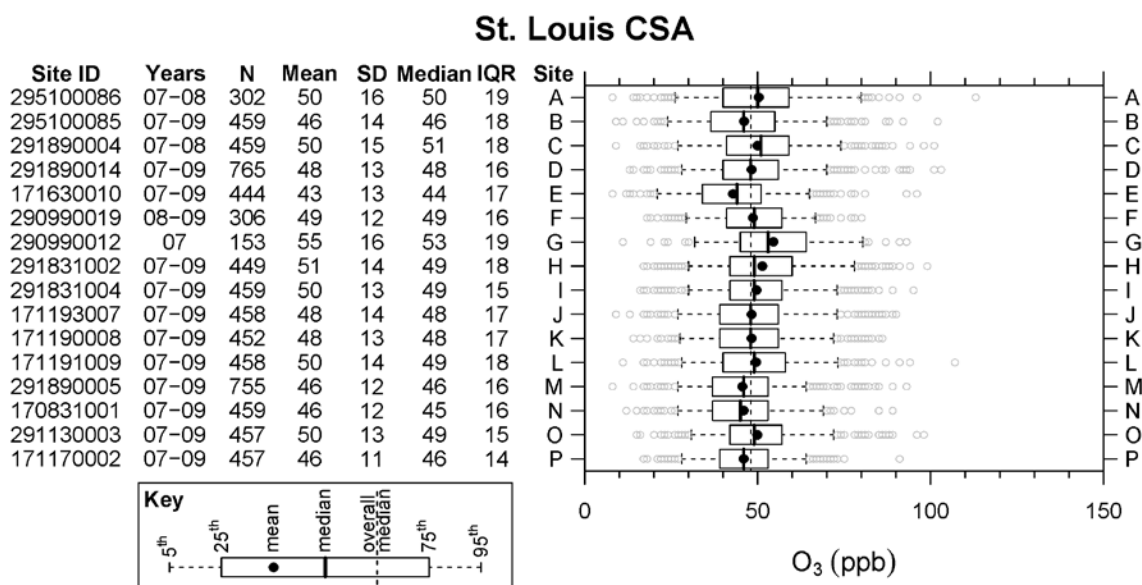 St. Louis CSA
Site ID Years N Mean SD Median IQR Site
295100086 07-08 302 50 16 50 19 A A
295100085 07-09 459 46 14 46 18 B B
291890004 07-08 459 50 15 51 18 C C
291890014 07-09 765 48 13 48 16 D D
171630010 07-09 444 43 13 44 17 E E
290990019 08-09 306 49 12 49 16 F F
290990012 07 153 55 16 53 19 G G
291831002 07-09 449 51 14 49 18 H H
291831004 07-09 459 50 13 49 15 I I
171193007 07-09 458 48 14 48 17 J J
171190008 07-09 452 48 13 48 17 K K
171191009 07-09 458 50 14 49 18 L L
291890005 07-09 755 46 12 46 16 M M
170831001 07-09 459 46 12 45 16 N N
291130003 07-09 457 50 13 49 15 O O
171170002 07-09 457 46 11 46 14 P P
Key
5th 25th mean median overall median 75th 95th
0 50 100 150
O3 (ppb)